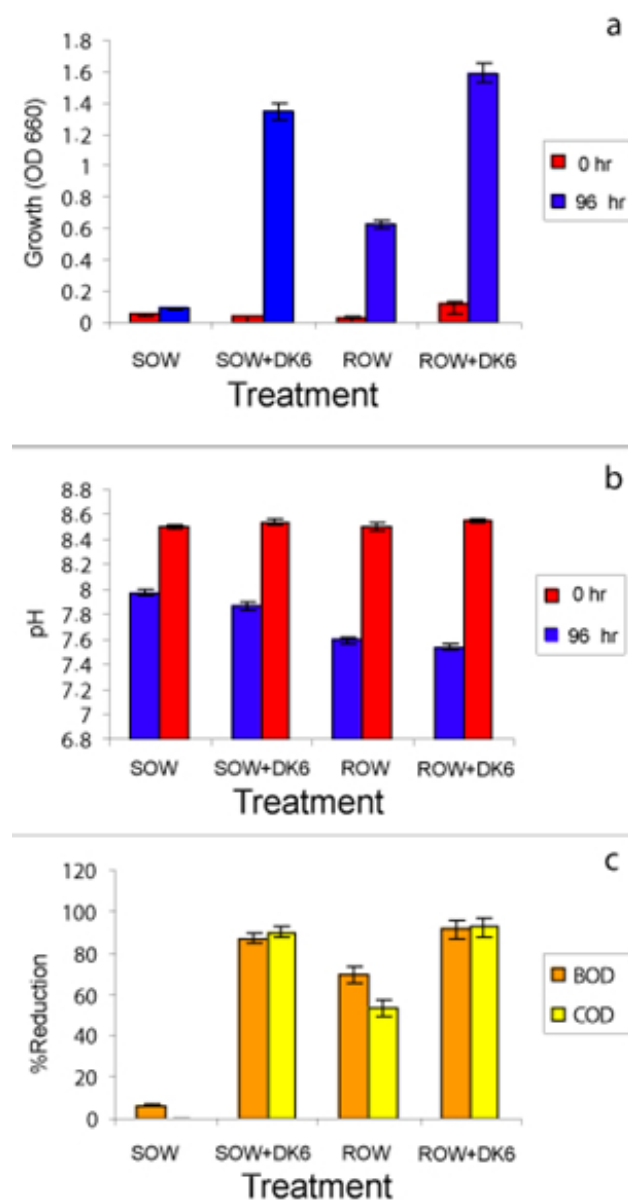 a
Growth (OD 660)
1.8
1.6
1.4
1.2
1
0.8
0.6
0.4
0.2
0
0 hr
96 hr
SOW SOW+DK6 ROW ROW+DK6
Treatment
b
pH
8.8
8.6
8.4
8.2
8
7.8
7.6
7.4
7.2
7
6.8
0 hr
96 hr
SOW SOW+DK6 ROW ROW+DK6
Treatment
c
%Reduction
120
100
80
60
40
20
0
BOD
COD
SOW SOW+DK6 ROW ROW+DK6
Treatment